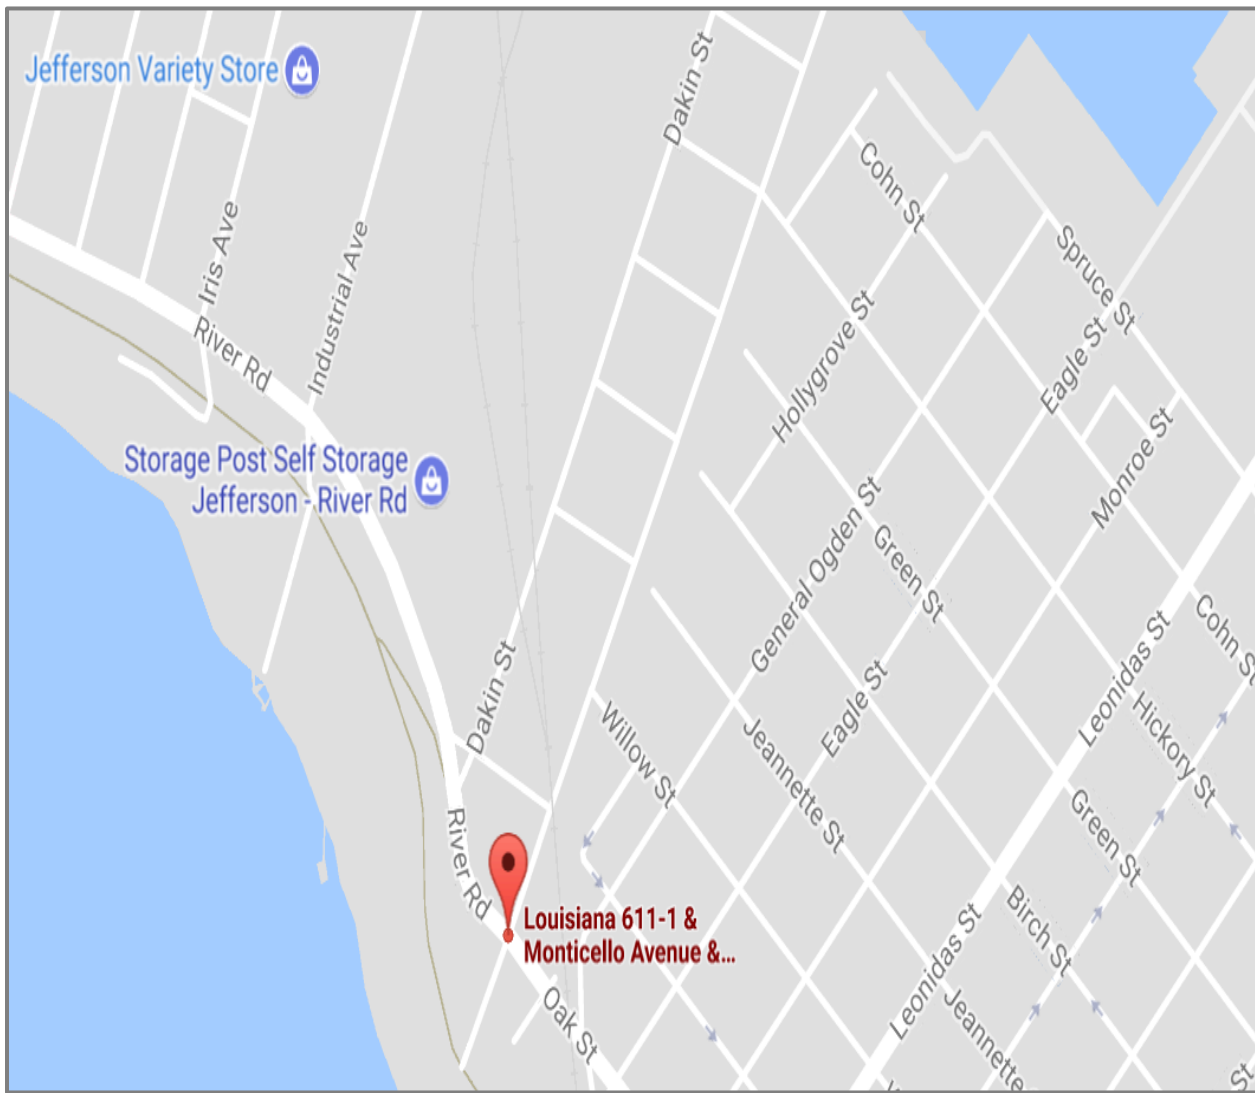 Jefferson Variety Store
Dakin St
Cohn St
Iris Ave
Industrial Ave
Spruce St
River Rd
Hollygrove St
Eagle St
Storage Post Self Storage
Jefferson - River Rd
Monroe St
General Ogden St
Green St
Cohn St
Leonidas St
Dakin St
Eagle St
Willow St
Jeannette St
Hickory St
River Rd
Green St
Louisiana 611-1 &
Monticello Avenue &...
Birch St
Leonidas St
Oak St
Jeannette
St